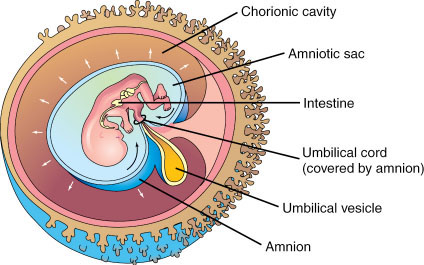 Chorionic cavity
Amniotic sac
Intestine
Umbilical cord
(covered by amnion)
Umbilical vesicle
Amnion